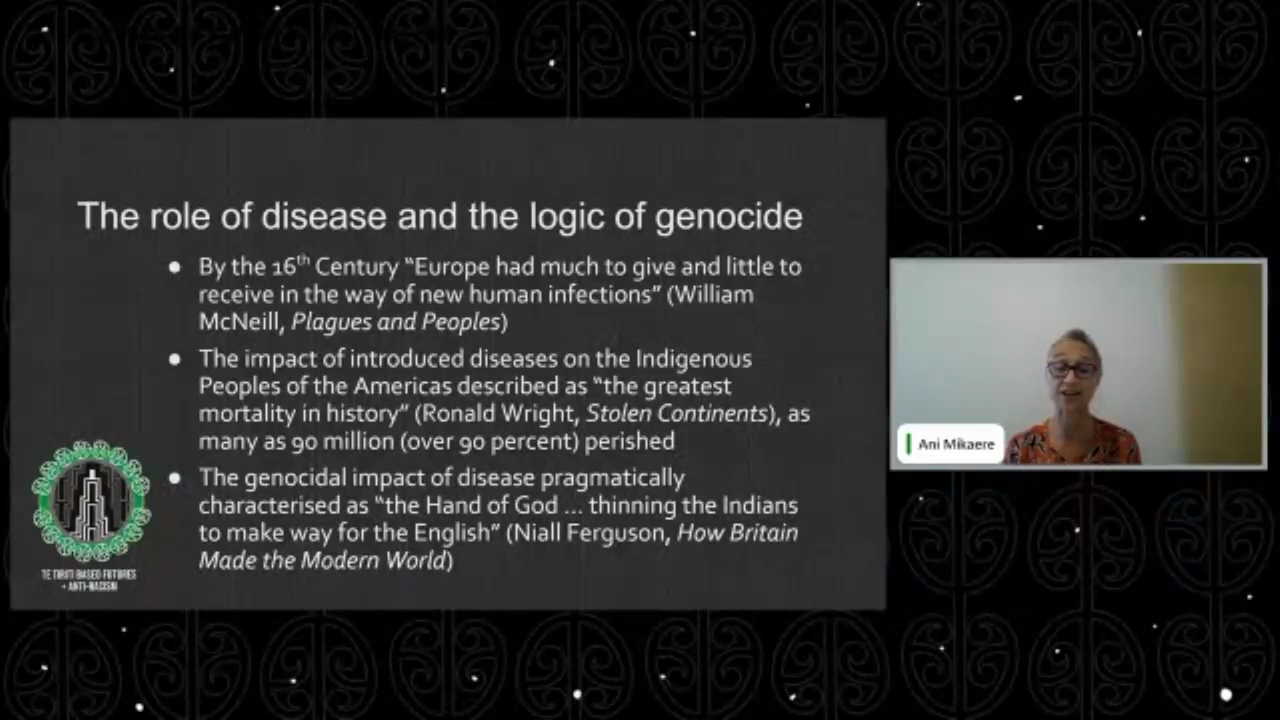 The role of disease and the logic of genocide
● By the 16th Century “Europe had much to give and little to
receive in the way of new human infections” (William
McNeill, Plagues and Peoples)
● The impact of introduced diseases on the Indigenous
Peoples of the Americas described as “the greatest
mortality in history” (Ronald Wright, Stolen Continents), as
many as 90 million (over 90 percent) perished
● The genocidal impact of disease pragmatically
characterised as “the Hand of God ... thinning the Indians
to make way for the English” (Niall Ferguson, How Britain
Made the Modern World)
TE TIRITI BASED FUTURES
+ ANTI-RACISM
Ani Mikaere